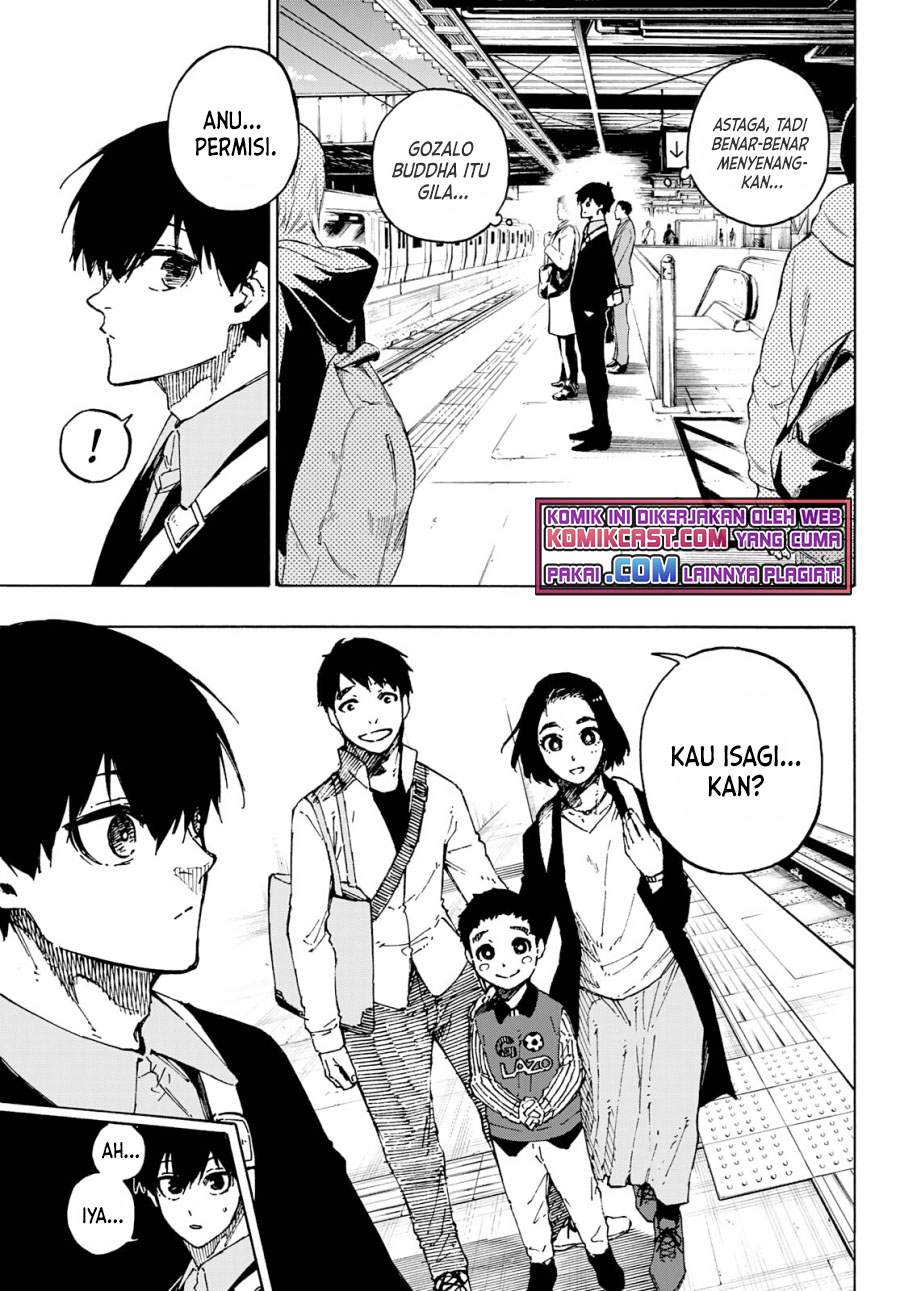 ASTAGA, TADI
BENAR-BENAR
MENYENANG-
KAN...
GOZALO
BUDDHA ITU
GILA...
ANU...
PERMISI.
!
KOMIK INI DIKERJAKAN OLEH WEB
KOMIKCAST.COM YANG CUMA
PAKAI .COM LAINNYA PLAGIAT!
KAU ISAGI...
KAN?
G
LAZO
AH...
IYA...